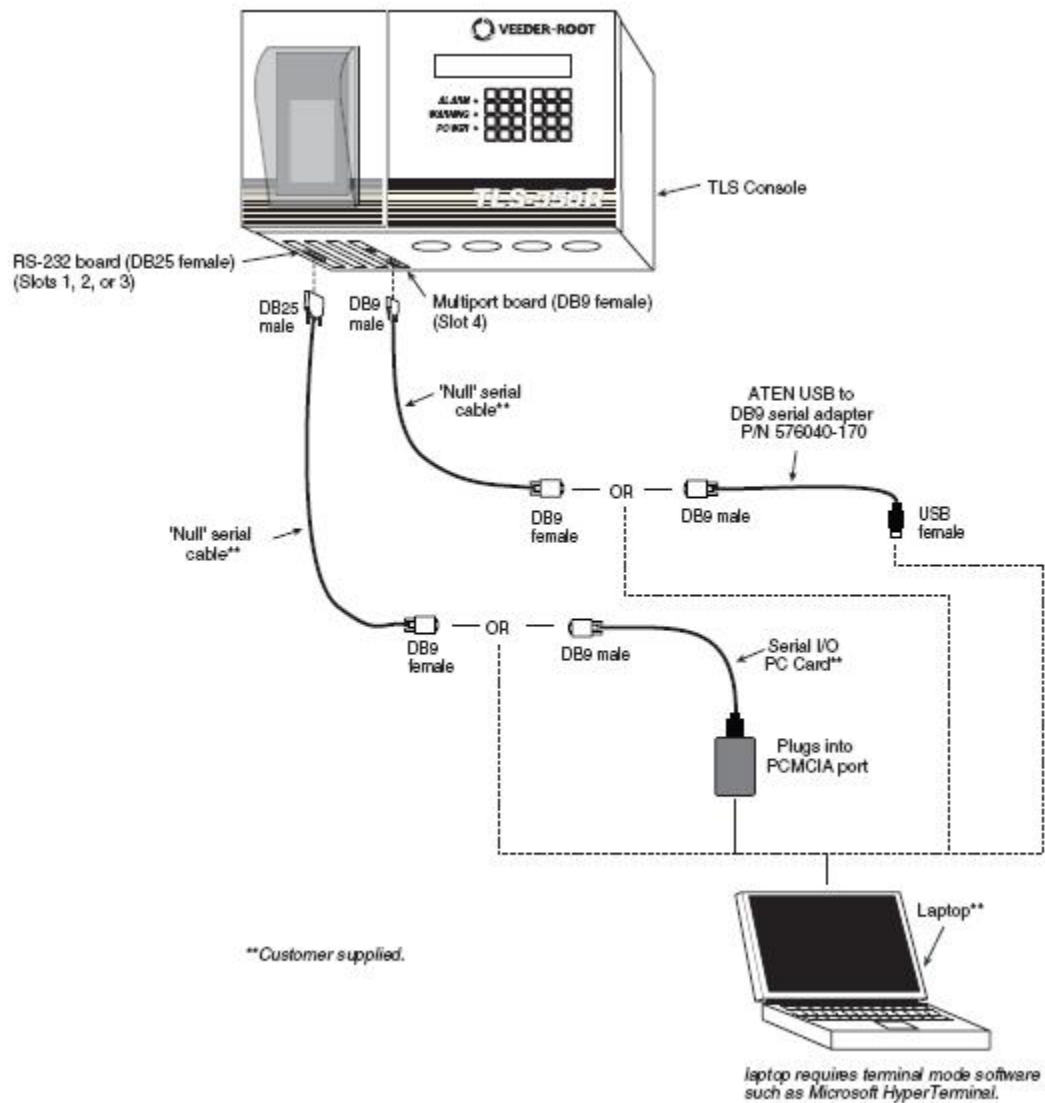 VEEDER-ROOT
ALARM
WARNING
POWER
TLS-350R
TLS Console
RS-232 board (DB25 female)
(Slots 1, 2, or 3)
DB25
male
DB9
male
Multiport board (DB9 female)
(Slot 4)
'Null' serial
cable**
ATEN USB to
DB9 serial adapter
P/N 576040-170
OR
DB9
female
DB9 male
USB
female
'Null' serial
cable**
OR
DB9
female
DB9 male
Serial I/O
PC Card**
Plugs into
PCMCIA port
Laptop**
**Customer supplied.
laptop requires terminal mode software
such as Microsoft HyperTerminal.